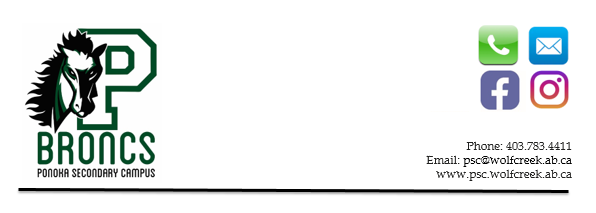 P
BRONCS
PONOKA SECONDARY CAMPUS
Phone: 403.783.4411
Email: psc@wolfcreek.ab.ca
www.psc.wolfcreek.ab.ca